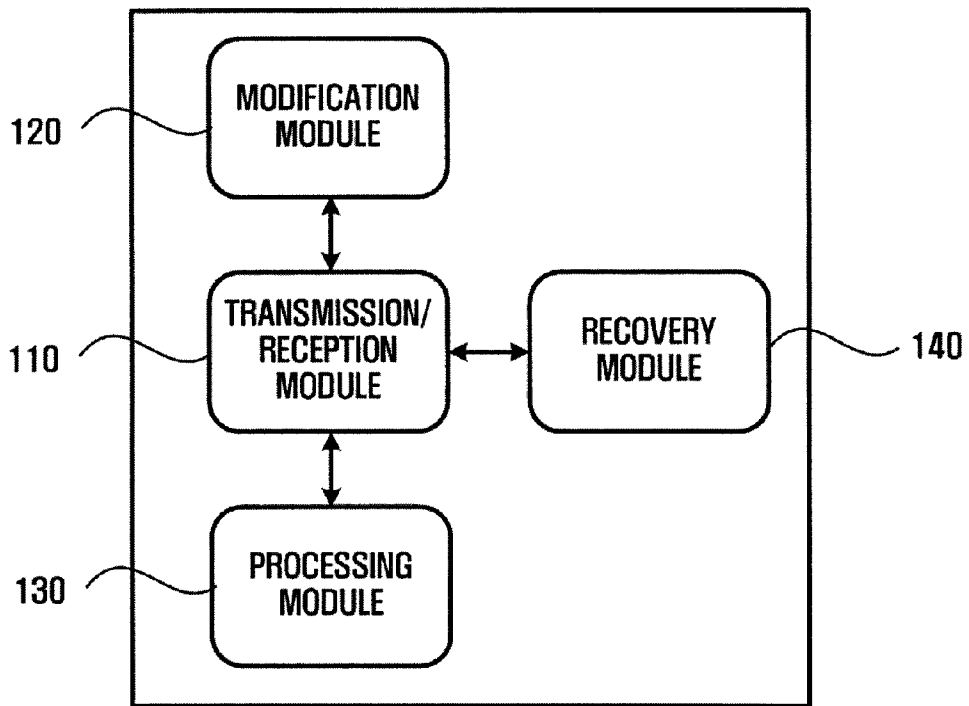 MODIFICATION
MODULE
120
TRANSMISSION/
RECEPTION
MODULE
110
RECOVERY
MODULE
140
PROCESSING
MODULE
130